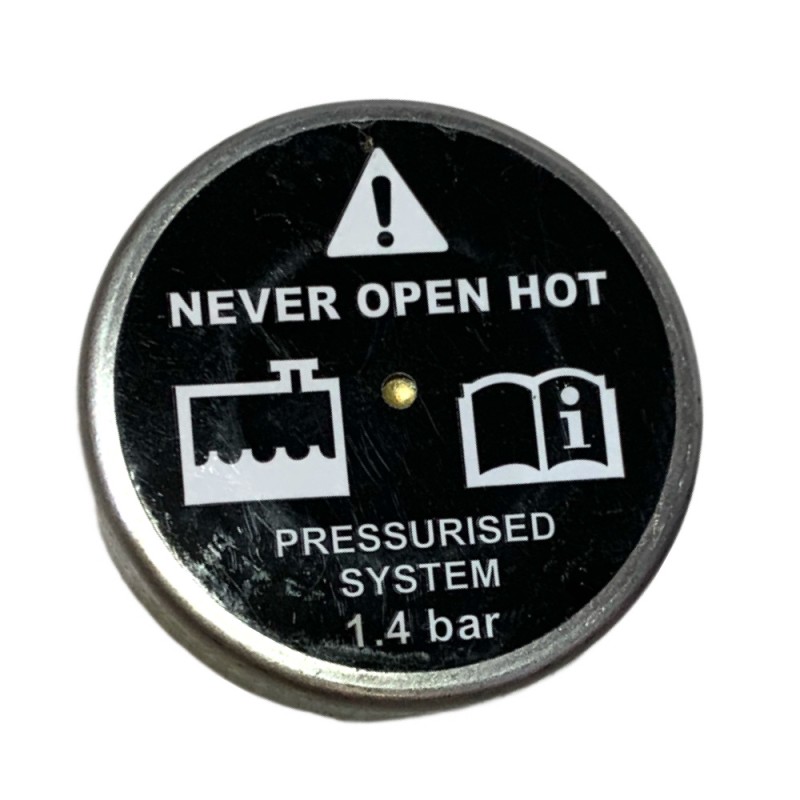 NEVER OPEN HOT
PRESSURISED
SYSTEM
1.4 bar